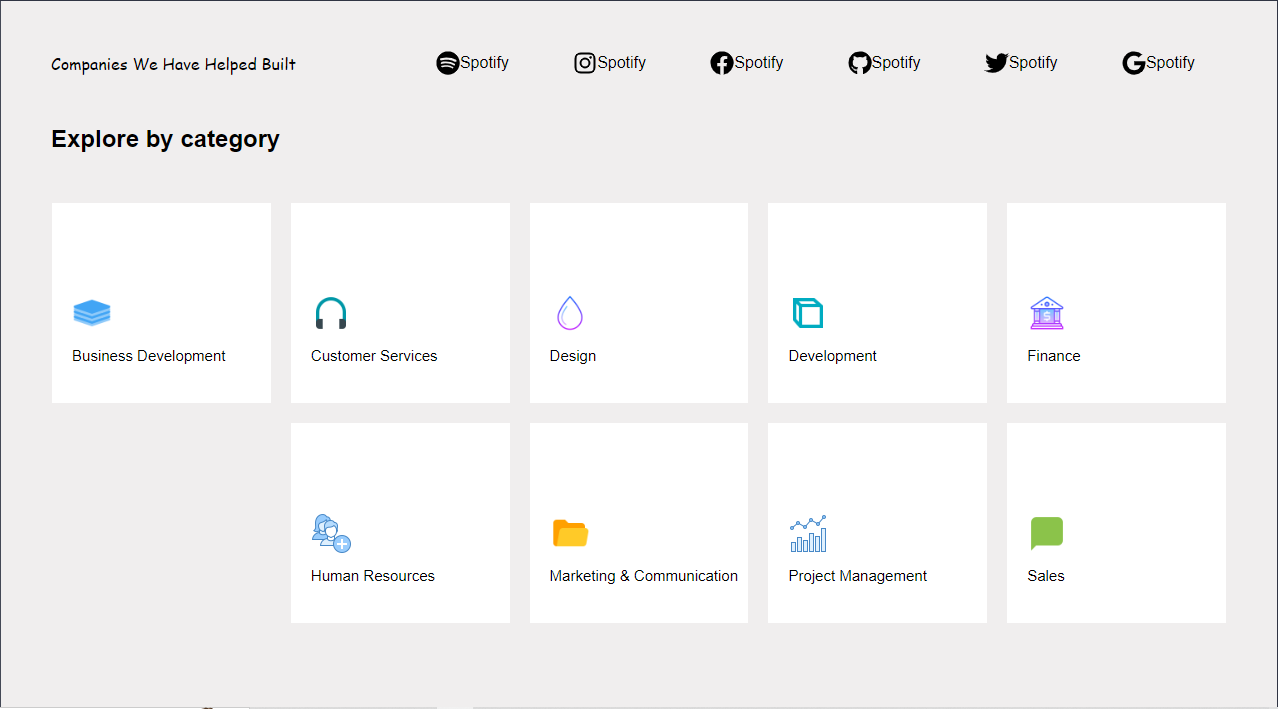 Companies We Have Helped Built
Spotify Spotify Spotify Spotify Spotify Spotify
Explore by category
Business Development Customer Services Design Development Finance
Human Resources Marketing & Communication Project Management Sales